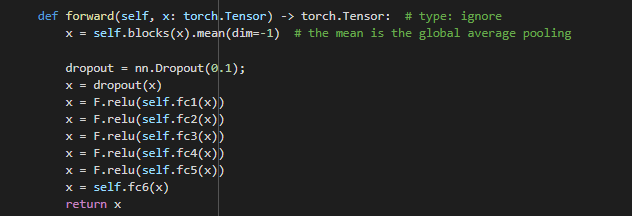 def forward(self, x: torch.Tensor) -> torch.Tensor:  # type: ignore
    x = self.blocks(x).mean(dim=-1)  # the mean is the global average pooling

    dropout = nn.Dropout(0.1);
    x = dropout(x)
    x = F.relu(self.fc1(x))
    x = F.relu(self.fc2(x))
    x = F.relu(self.fc3(x))
    x = F.relu(self.fc4(x))
    x = F.relu(self.fc5(x))
    x = self.fc6(x)
    return x